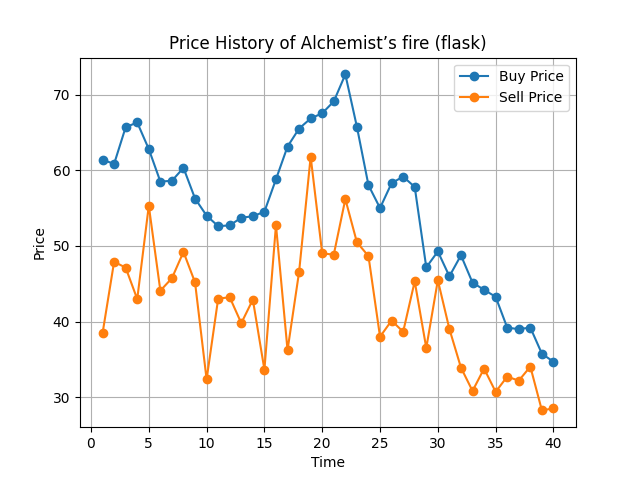 Price History of Alchemist’s fire (flask)
Buy Price
Sell Price
70
60
50
40
30
Price
0 5 10 15 20 25 30 35 40
Time